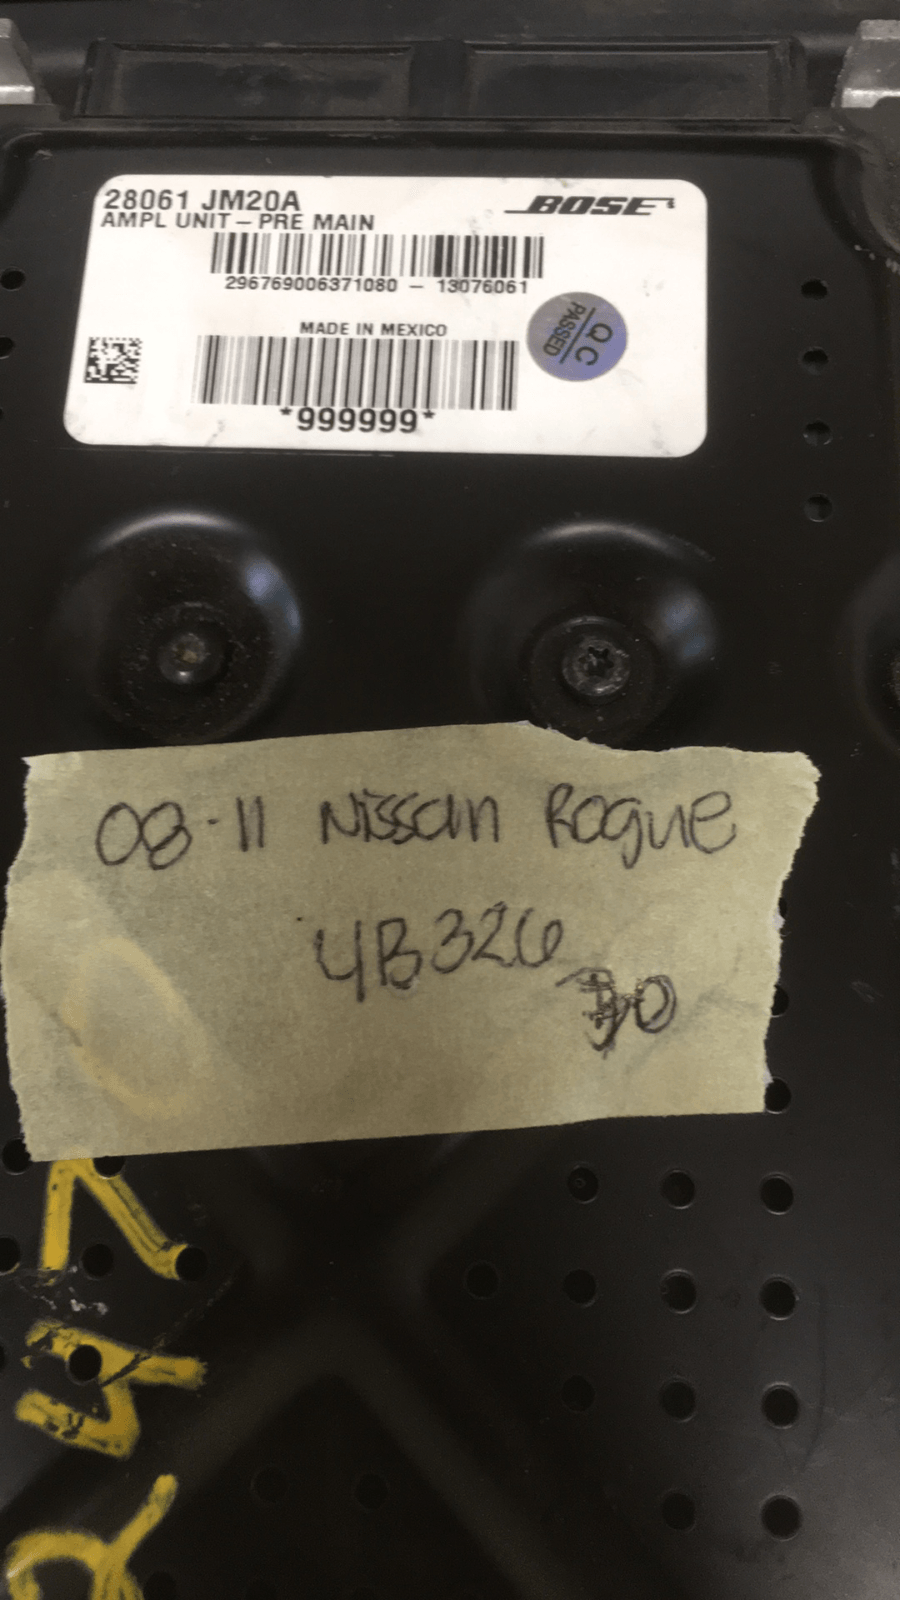 28061 JM20A
BOSE
AMPL UNIT – PRE MAIN
296769006371080 – 13076061
MADE IN MEXICO
QC
PASSED
*999999*
08-11 Nissan Rogue
4B326